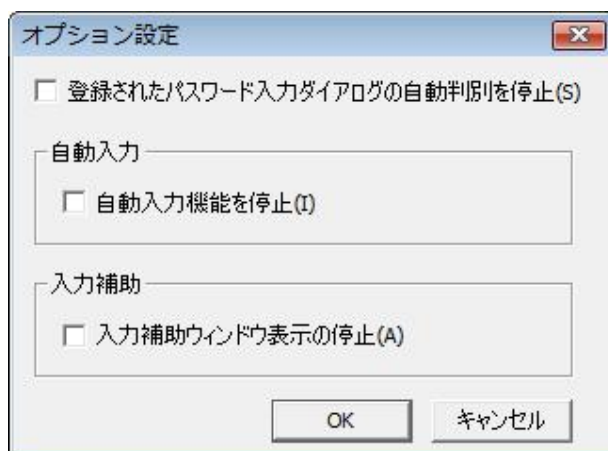 オプション設定
登録されたパスワード入力ダイアログの自動判別を停止(S)
自動入力
自動入力機能を停止(I)
入力補助
入力補助ウィンドウ表示の停止(A)
OK キャンセル